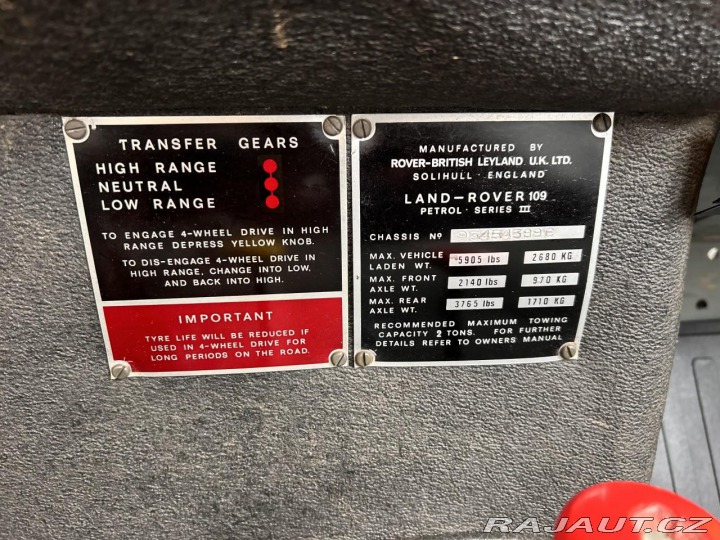 TRANSFER GEARS
HIGH RANGE
NEUTRAL
LOW RANGE
TO ENGAGE 4-WHEEL DRIVE IN HIGH
RANGE DEPRESS YELLOW KNOB.
TO DIS-ENGAGE 4-WHEEL DRIVE IN
HIGH RANGE, CHANGE INTO LOW,
AND BACK INTO HIGH.
IMPORTANT
TYRE LIFE WILL BE REDUCED IF
USED IN 4-WHEEL DRIVE FOR
LONG PERIODS ON THE ROAD.
MANUFACTURED BY
ROVER-BRITISH LEYLAND U.K. LTD.
SOLIHULL · ENGLAND
LAND-ROVER 109
PETROL · SERIES III
CHASSIS Nº
MAX. VEHICLE 5905 lbs 2680 KG
LADEN WT.
MAX. FRONT 2140 lbs 970 KG
AXLE WT.
MAX. REAR 3765 lbs 1710 KG
AXLE WT.
RECOMMENDED MAXIMUM TOWING
CAPACITY 2 TONS. FOR FURTHER
DETAILS REFER TO OWNERS MANUAL
RAJAUT.CZ